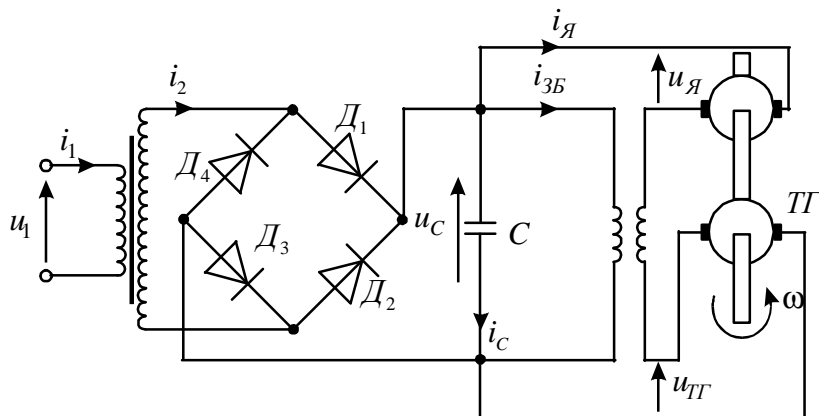 i_Я
i_2
i_ЗБ
u_Я
Д_1
i_1
Д_4
ТГ
u_1
u_C
C
Д_3
Д_2
ω
i_C
u_ТГ